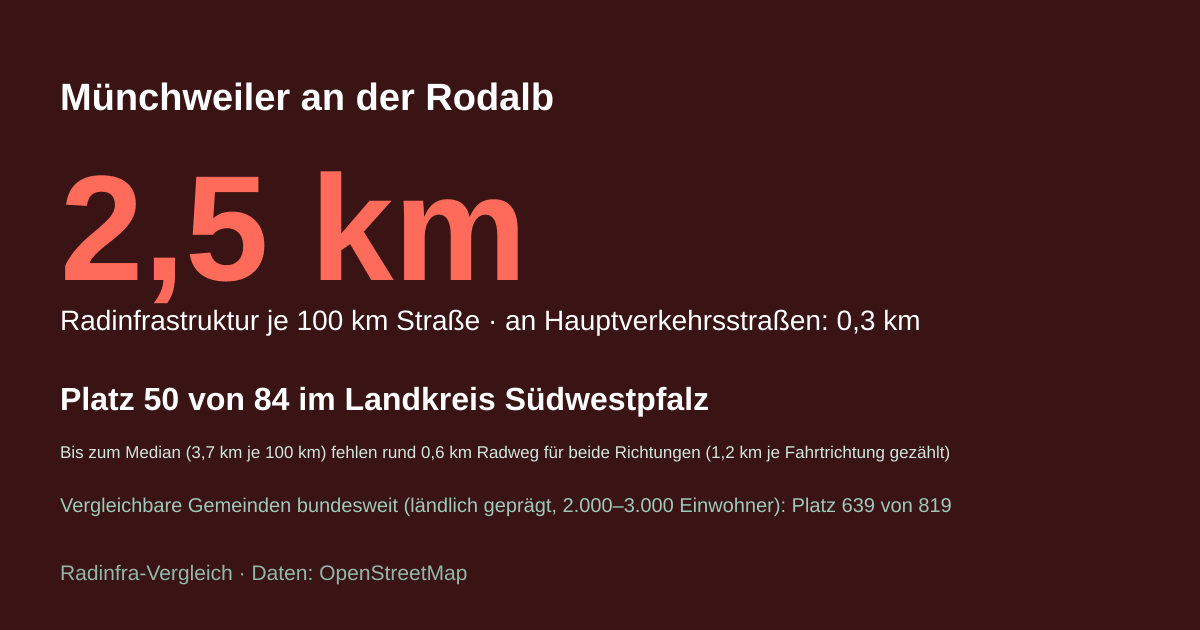 Münchweiler an der Rodalb
2,5 km
Radinfrastruktur je 100 km Straße · an Hauptverkehrsstraßen: 0,3 km
Platz 50 von 84 im Landkreis Südwestpfalz
Bis zum Median (3,7 km je 100 km) fehlen rund 0,6 km Radweg für beide Richtungen (1,2 km je Fahrtrichtung gezählt)
Vergleichbare Gemeinden bundesweit (ländlich geprägt, 2.000–3.000 Einwohner): Platz 639 von 819
Radinfra-Vergleich · Daten: OpenStreetMap